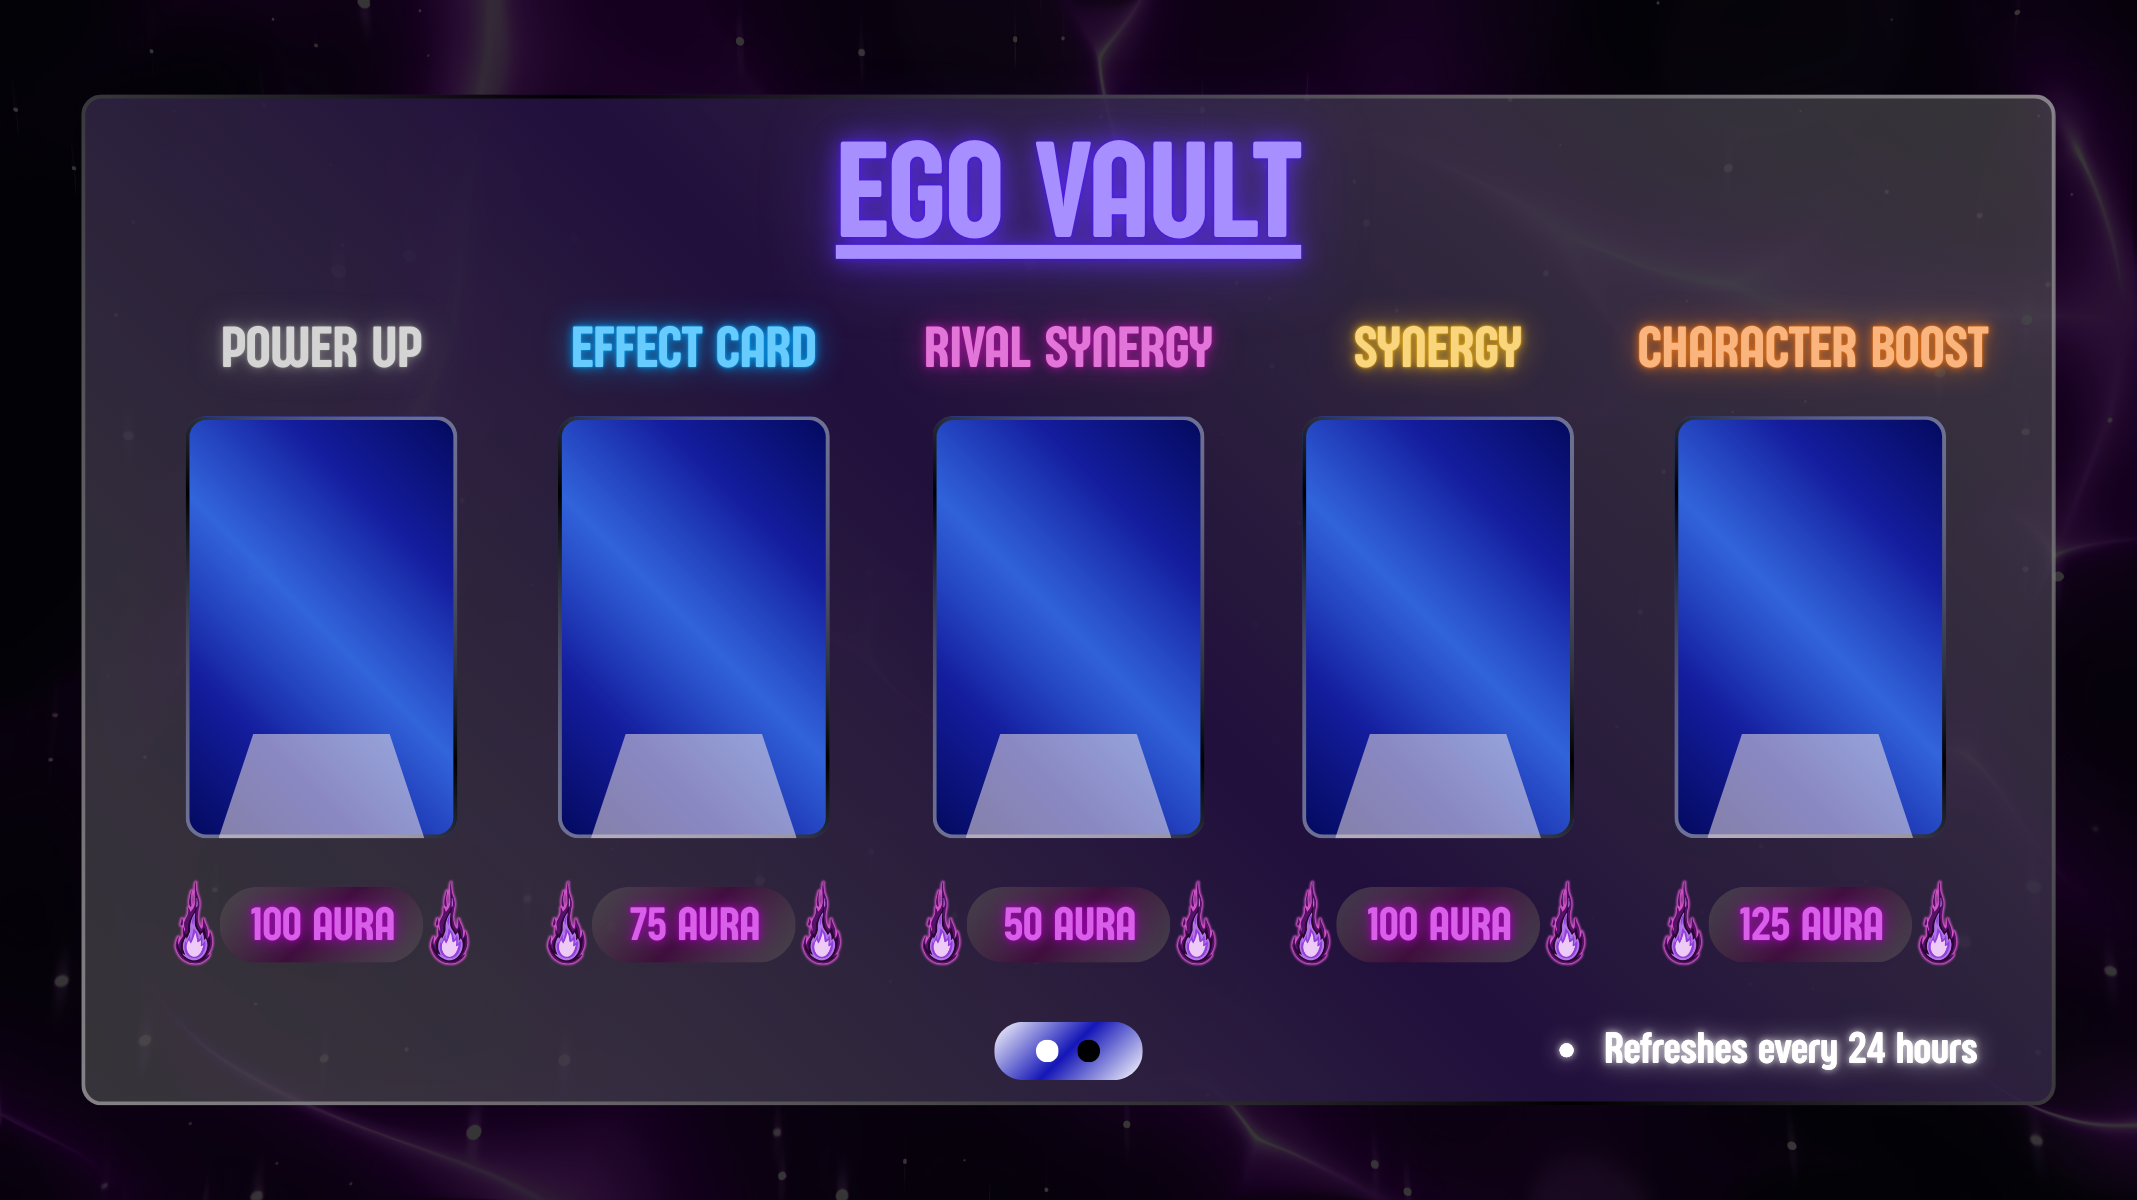 EGO VAULT
POWER UP
EFFECT CARD
RIVAL SYNERGY
SYNERGY
CHARACTER BOOST
100 AURA
75 AURA
50 AURA
100 AURA
125 AURA
• Refreshes every 24 hours